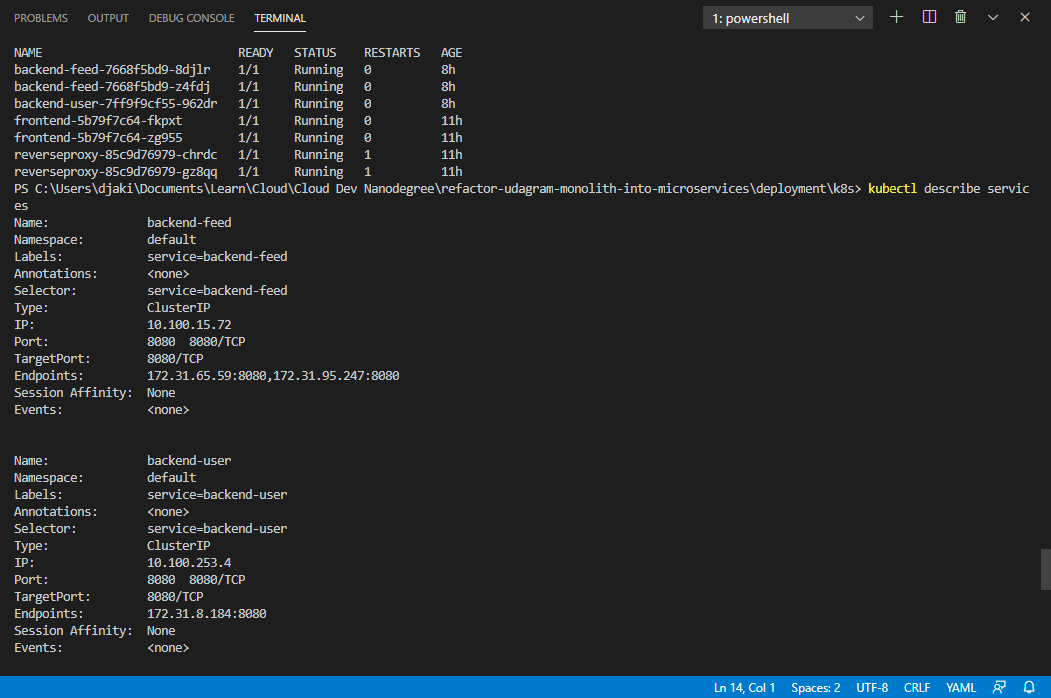 PROBLEMS OUTPUT DEBUG CONSOLE TERMINAL 1: powershell
NAME READY STATUS RESTARTS AGE
backend-feed-7668f5bd9-8djlr 1/1 Running 0 8h
backend-feed-7668f5bd9-z4fdj 1/1 Running 0 8h
backend-user-7ff9f9cf55-962dr 1/1 Running 0 8h
frontend-5b79f7c64-fkpxt 1/1 Running 0 11h
frontend-5b79f7c64-zg955 1/1 Running 0 11h
reverseproxy-85c9d76979-chrdc 1/1 Running 1 11h
reverseproxy-85c9d76979-gz8qq 1/1 Running 1 11h
PS C:\Users\djaki\Documents\Learn\Cloud\Cloud Dev Nanodegree\refactor-udagram-monolith-into-microservices\deployment\k8s> kubectl describe servic
es
Name: backend-feed
Namespace: default
Labels: service=backend-feed
Annotations: <none>
Selector: service=backend-feed
Type: ClusterIP
IP: 10.100.15.72
Port: 8080 8080/TCP
TargetPort: 8080/TCP
Endpoints: 172.31.65.59:8080,172.31.95.247:8080
Session Affinity: None
Events: <none>
Name: backend-user
Namespace: default
Labels: service=backend-user
Annotations: <none>
Selector: service=backend-user
Type: ClusterIP
IP: 10.100.253.4
Port: 8080 8080/TCP
TargetPort: 8080/TCP
Endpoints: 172.31.8.184:8080
Session Affinity: None
Events: <none>
Ln 14, Col 1 Spaces: 2 UTF-8 CRLF YAML